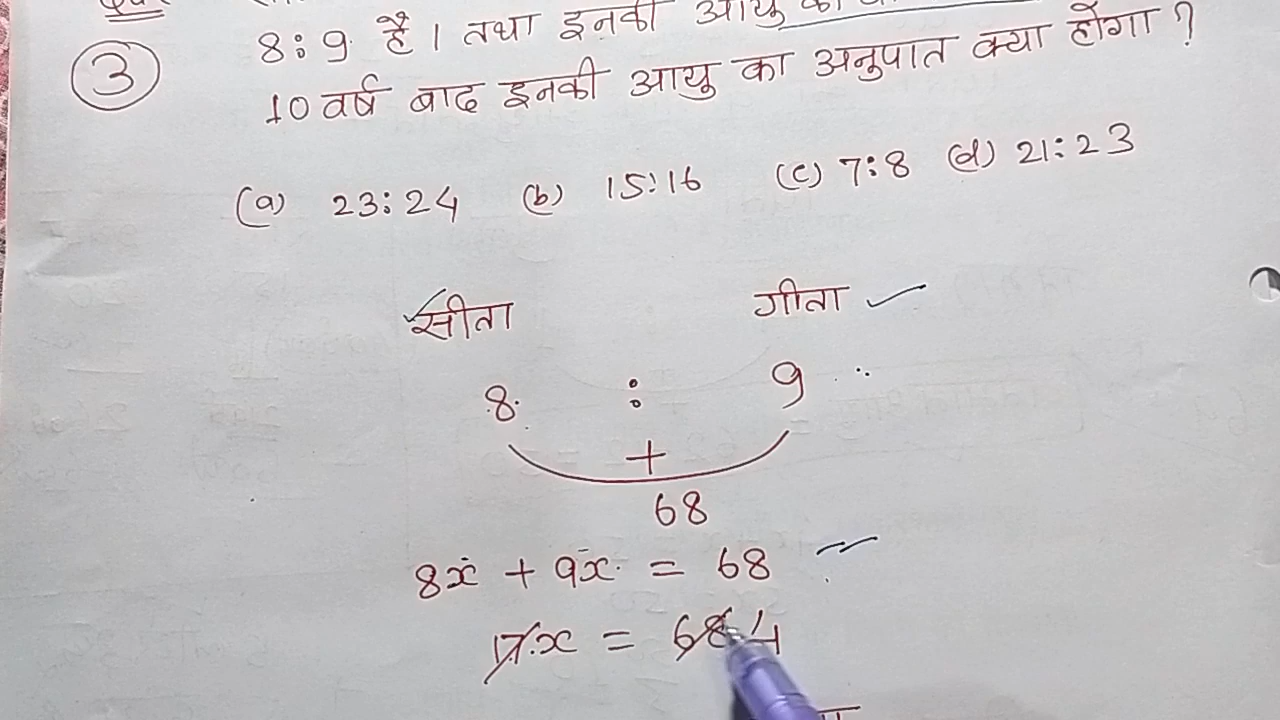 8:9 है। तथा इनकी आयु का
3
10 वर्ष बाद इनकी आयु का अनुपात क्या होगा?
(a) 23:24 (b) 15:16 (c) 7:8 (d) 21:23
सीता गीता
8 : 9
+
68
8x + 9x = 68
17x = 68 4